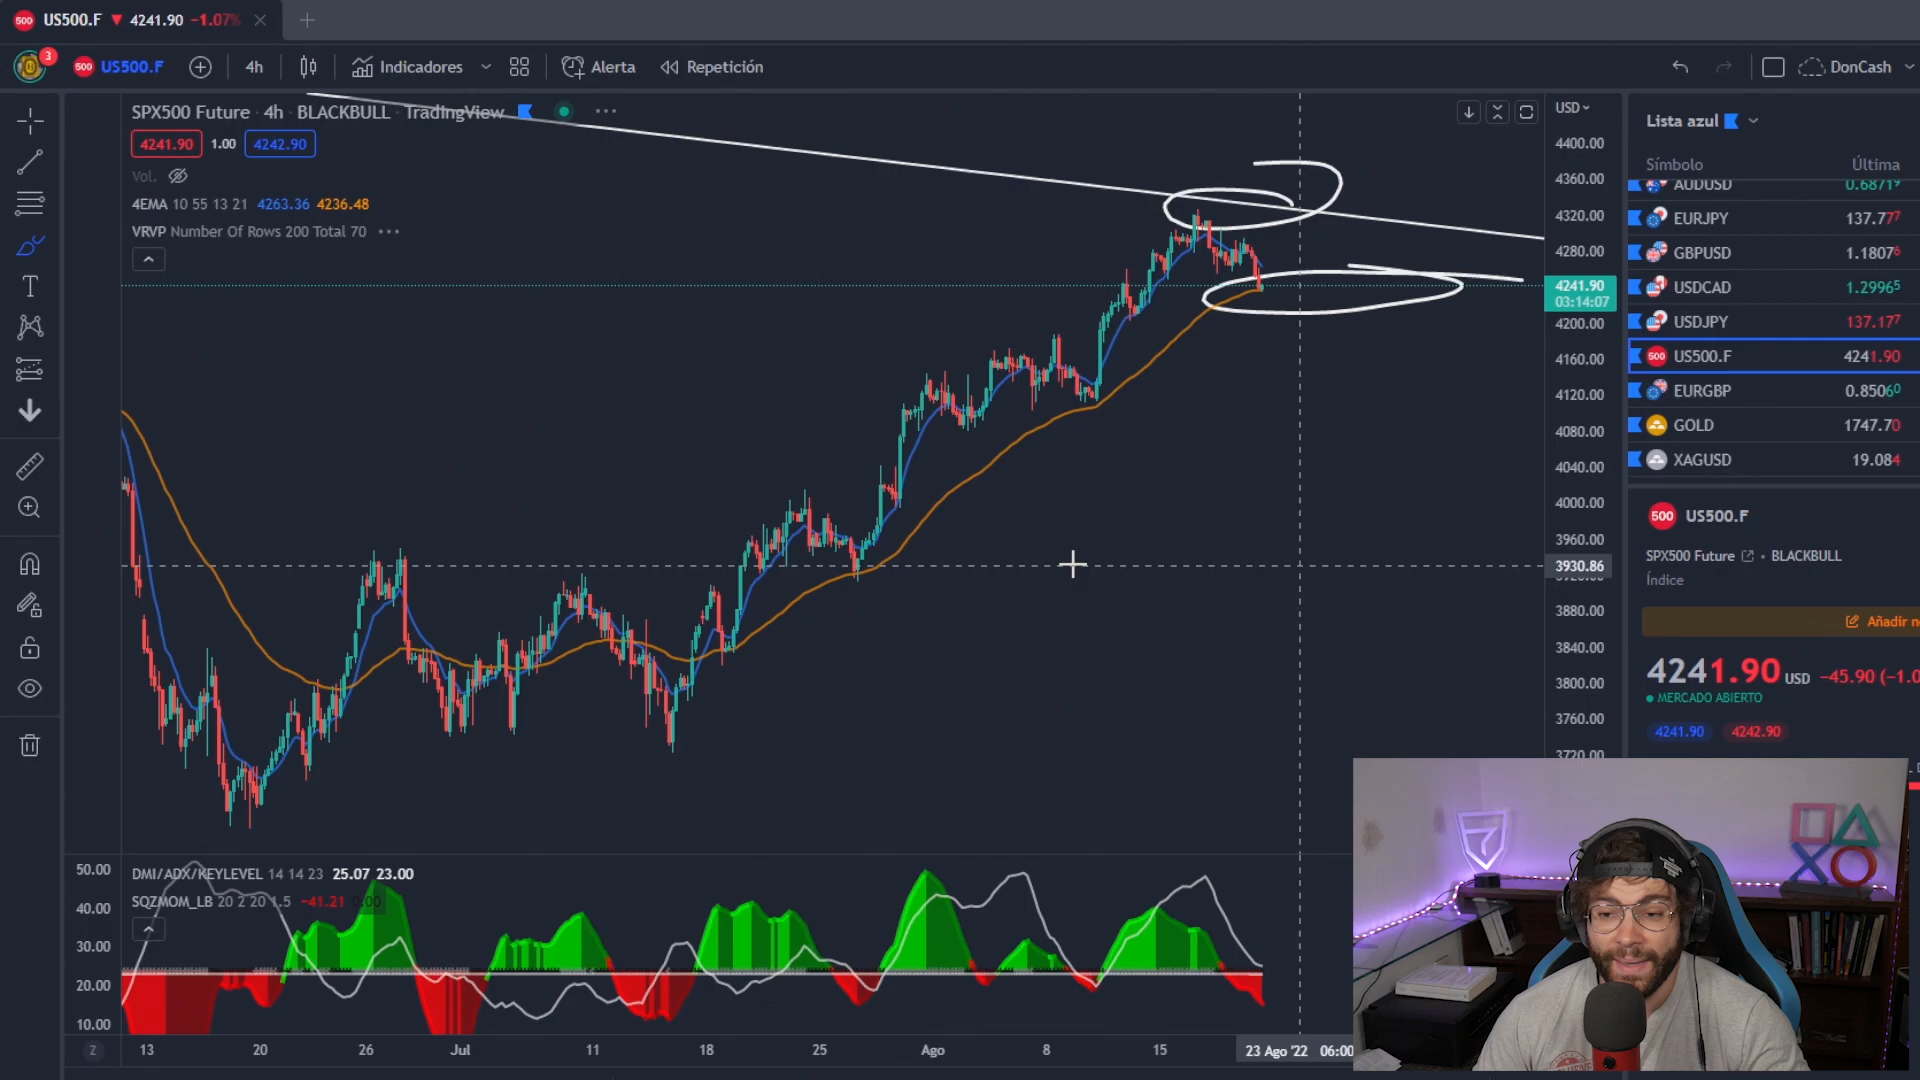 500 US500.F ▼ 4241.90 −1.07%
3 500 US500.F 4h Indicadores Alerta Repetición DonCash
SPX500 Future · 4h · BLACKBULL · TradingView
4241.90 1.00 4242.90
Vol.
4EMA 10 55 13 21 4263.36 4236.48
VRVP Number Of Rows 200 Total 70
USD
4400.00
4360.00
4320.00
4280.00
4241.90
03:14:07
4200.00
4160.00
4120.00
4080.00
4040.00
4000.00
3960.00
3930.86
3880.00
3840.00
3800.00
3760.00
3720.00
Lista azul
Símbolo Última
AUDUSD 0.68719
EURJPY 137.777
GBPUSD 1.18076
USDCAD 1.29965
USDJPY 137.177
500 US500.F 4241.90
EURGBP 0.85060
GOLD 1747.70
XAGUSD 19.084
500 US500.F
SPX500 Future • BLACKBULL
Índice
Añadir n
4241.90 USD −45.90 (−1.0
MERCADO ABIERTO
4241.90 4242.90
DMI/ADX/KEYLEVEL 14 14 23 25.07 23.00
SQZMOM_LB 20 2 20 1.5 −41.21 0.00
50.00
40.00
30.00
20.00
10.00
Z 13 20 26 Jul 11 18 25 Ago 8 15 23 Ago '22 06:00